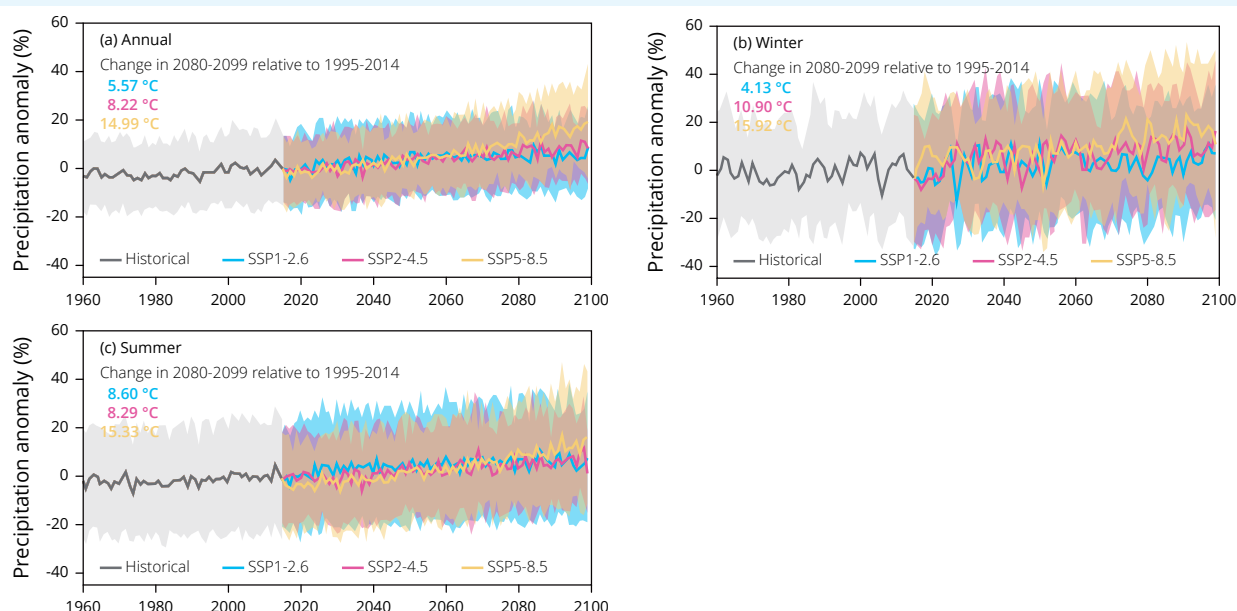 60
40
20
0
-20
-40
Precipitation anomaly (%)
(a) Annual
Change in 2080-2099 relative to 1995-2014
5.57 °C
8.22 °C
14.99 °C
Historical SSP1-2.6 SSP2-4.5 SSP5-8.5
1960 1980 2000 2020 2040 2060 2080 2100
60
40
20
0
-20
-40
Precipitation anomaly (%)
(b) Winter
Change in 2080-2099 relative to 1995-2014
4.13 °C
10.90 °C
15.92 °C
Historical SSP1-2.6 SSP2-4.5 SSP5-8.5
1960 1980 2000 2020 2040 2060 2080 2100
60
40
20
0
-20
-40
Precipitation anomaly (%)
(c) Summer
Change in 2080-2099 relative to 1995-2014
8.60 °C
8.29 °C
15.33 °C
Historical SSP1-2.6 SSP2-4.5 SSP5-8.5
1960 1980 2000 2020 2040 2060 2080 2100